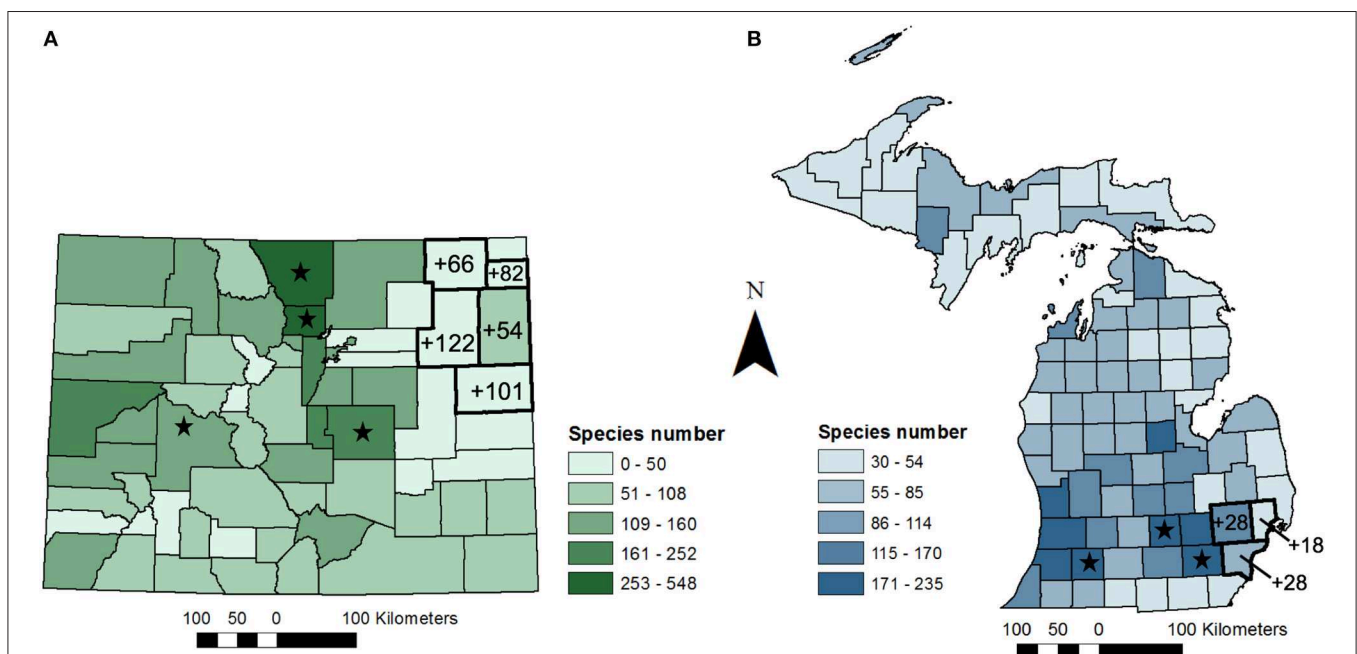 A
B
+66
+82
+54
+122
+101
N
Species number
0 - 50
51 - 108
109 - 160
161 - 252
253 - 548
Species number
30 - 54
55 - 85
86 - 114
115 - 170
171 - 235
+28
+18
+28
100 50 0 100 Kilometers
100 50 0 100 Kilometers